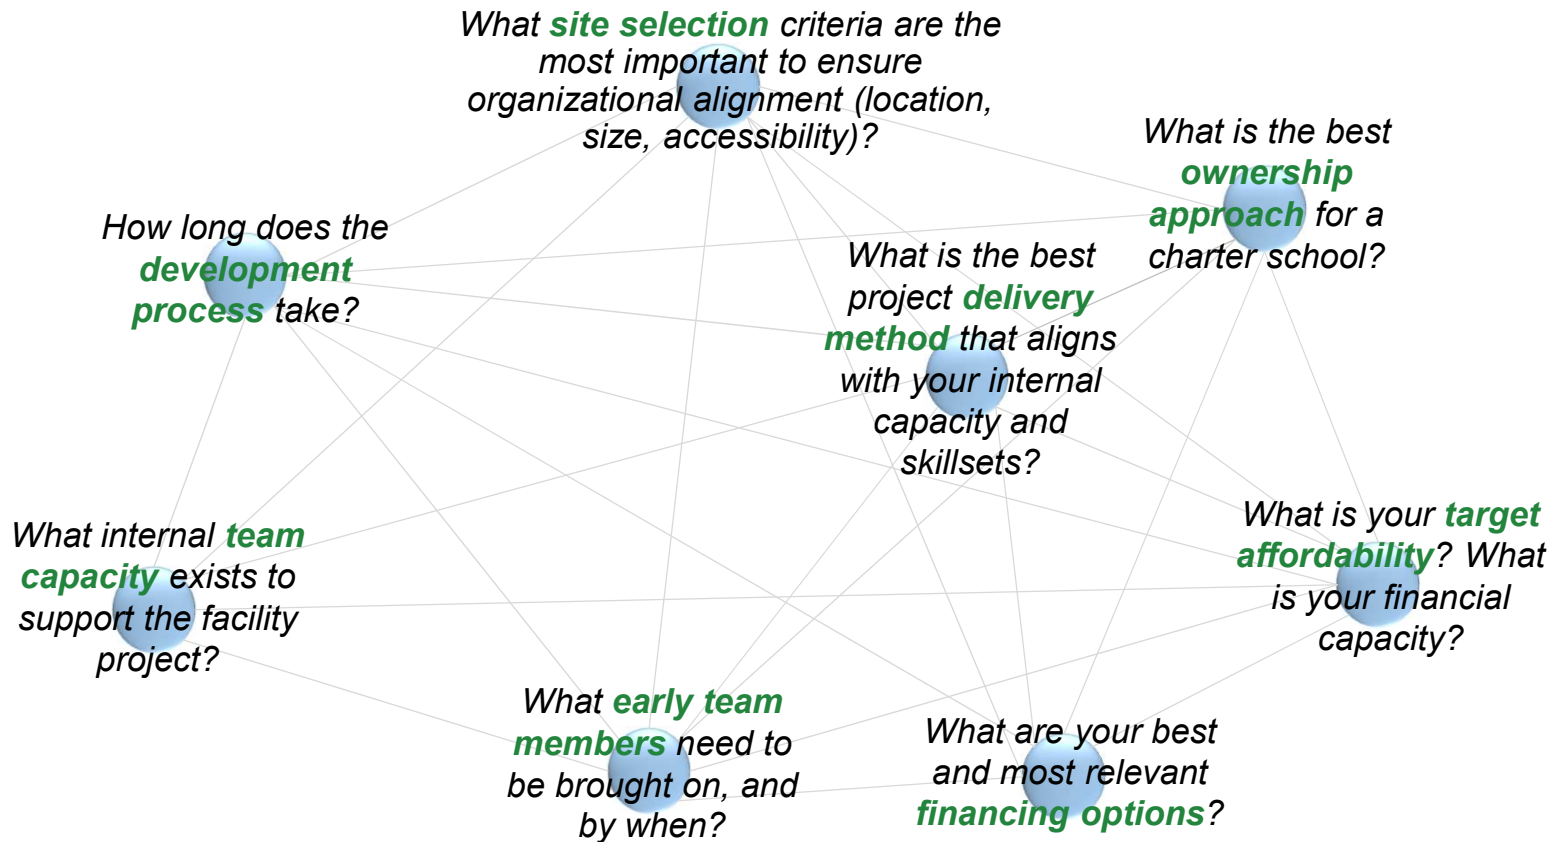 What site selection criteria are the
most important to ensure
organizational alignment (location,
size, accessibility)?
What is the best
ownership
approach for a
charter school?
How long does the
development
process take?
What is the best
project delivery
method that aligns
with your internal
capacity and
skillsets?
What internal team
capacity exists to
support the facility
project?
What is your target
affordability? What
is your financial
capacity?
What early team
members need to
be brought on, and
by when?
What are your best
and most relevant
financing options?